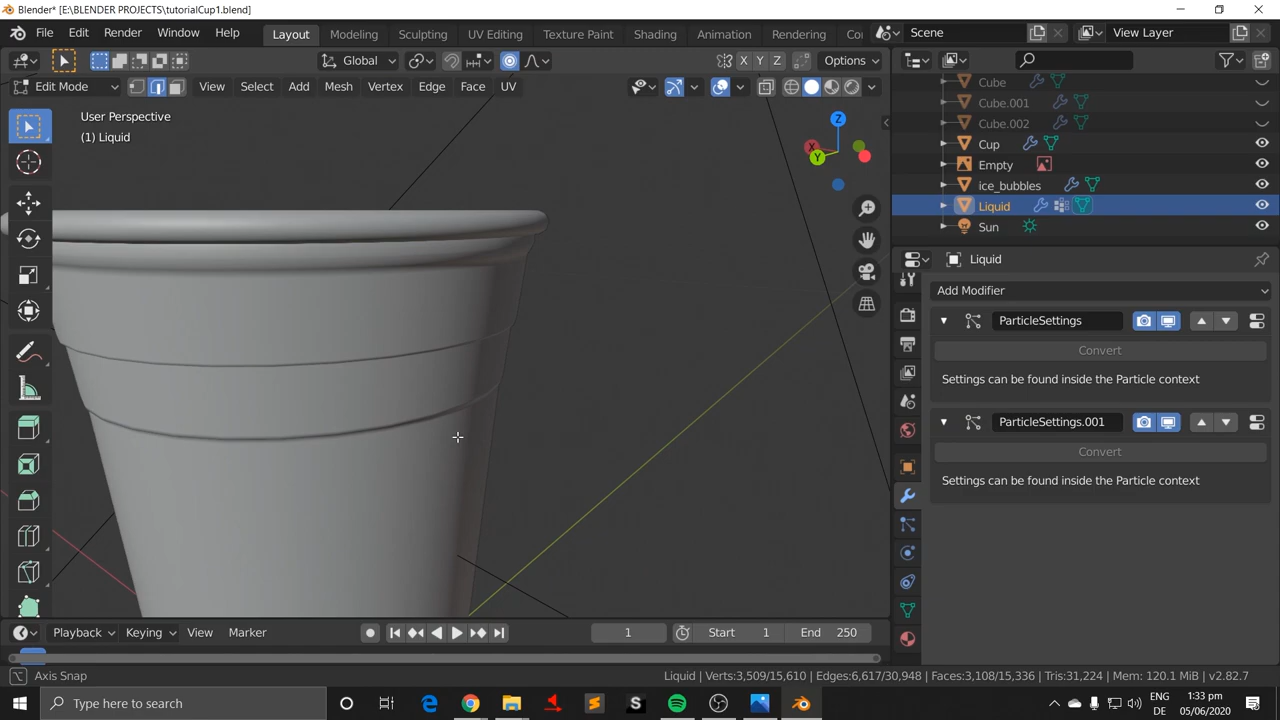 Blender* [E:\BLENDER PROJECTS\tutorialCup1.blend]
File Edit Render Window Help Layout Modeling Sculpting UV Editing Texture Paint Shading Animation Rendering Co Scene View Layer
Global X Y Z Options
Edit Mode View Select Add Mesh Vertex Edge Face UV
User Perspective
(1) Liquid
Z
X
Y
Cube
Cube.001
Cube.002
Cup
Empty
ice_bubbles
Liquid
Sun
Liquid
Add Modifier
ParticleSettings
Convert
Settings can be found inside the Particle context
ParticleSettings.001
Convert
Settings can be found inside the Particle context
Playback Keying View Marker 1 Start 1 End 250
Axis Snap Liquid | Verts:3,509/15,610 | Edges:6,617/30,948 | Faces:3,108/15,336 | Tris:31,224 | Mem: 120.1 MiB | v2.82.7
Type here to search
ENG 1:33 pm
DE 05/06/2020